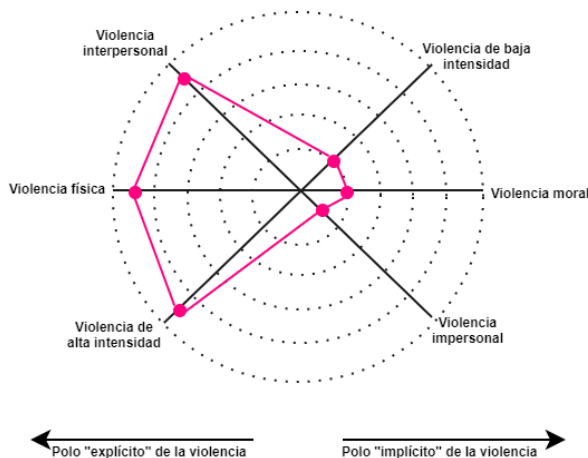 Violencia
interpersonal
Violencia de baja
intensidad
Violencia física
Violencia moral
Violencia de
alta intensidad
Violencia
impersonal
Polo "explícito" de la violencia
Polo "implícito" de la violencia